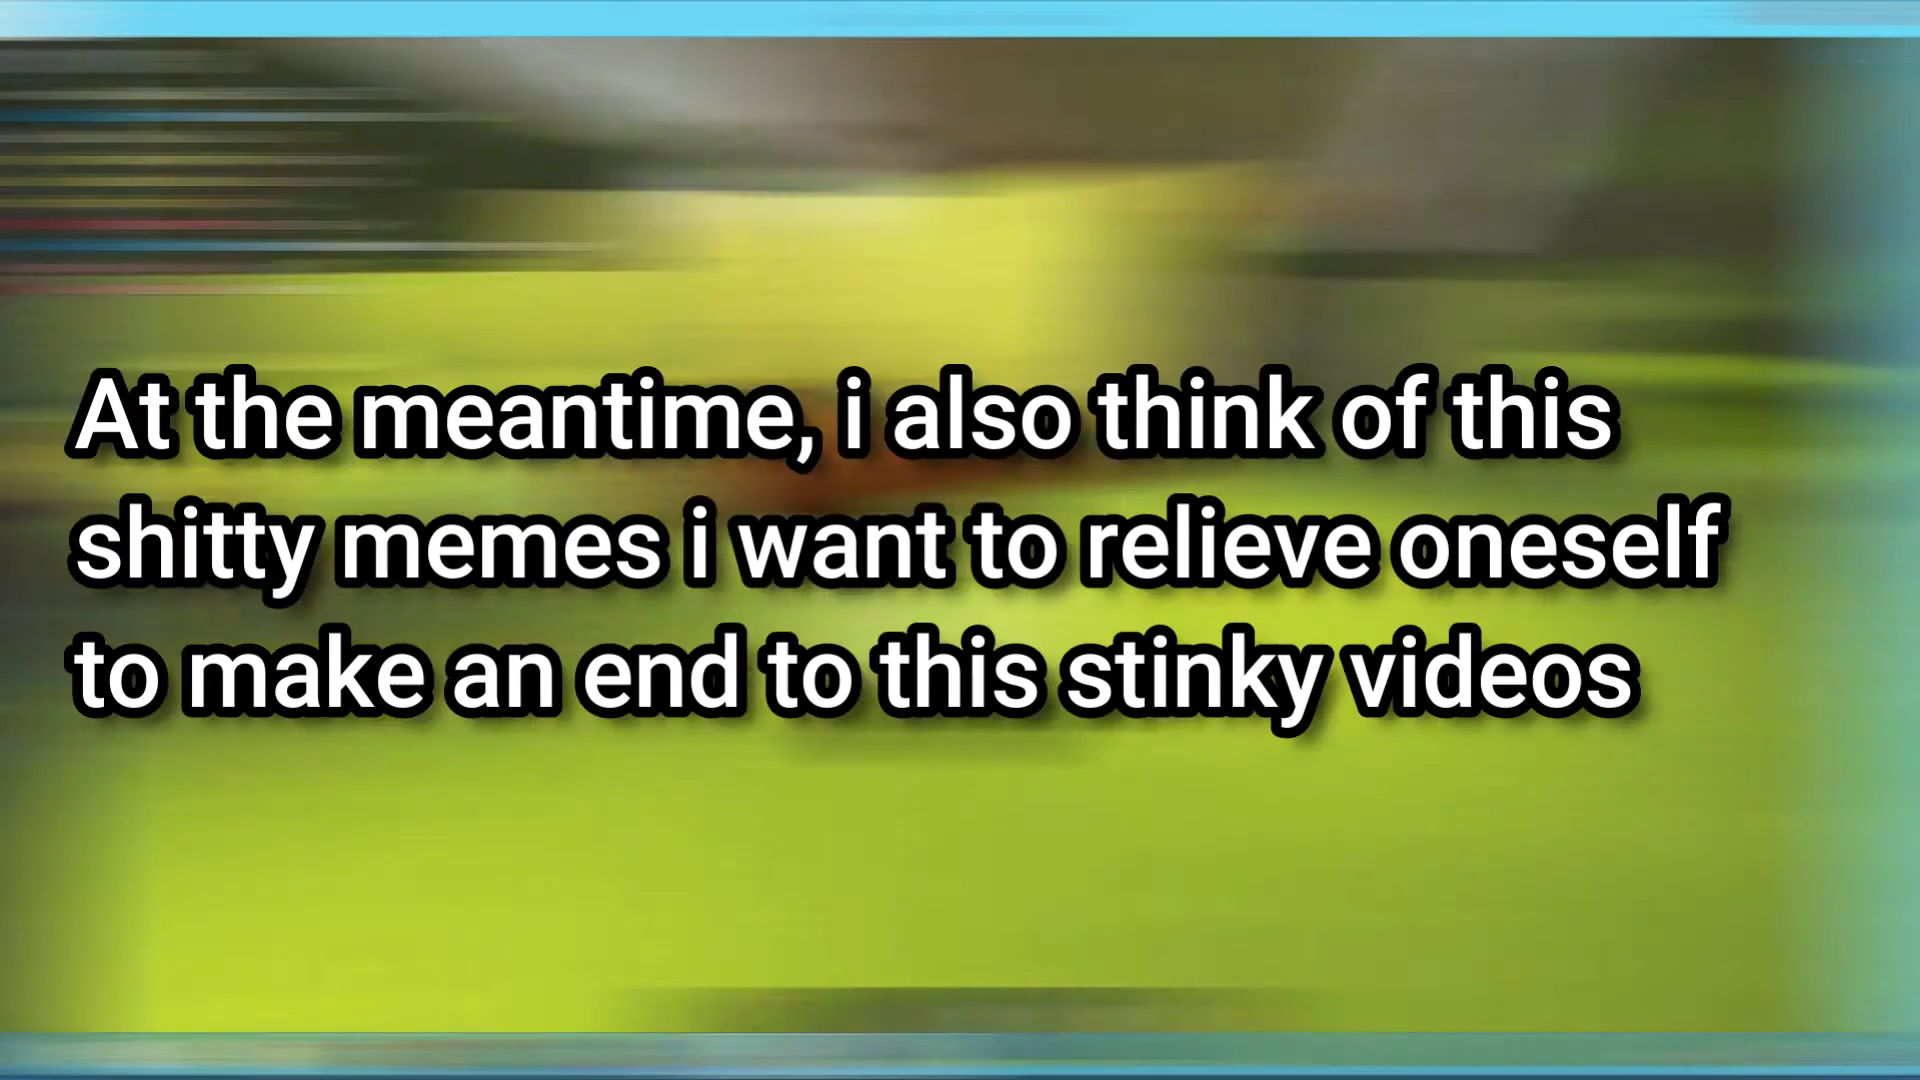 At the meantime, i also think of this
shitty memes i want to relieve oneself
to make an end to this stinky videos